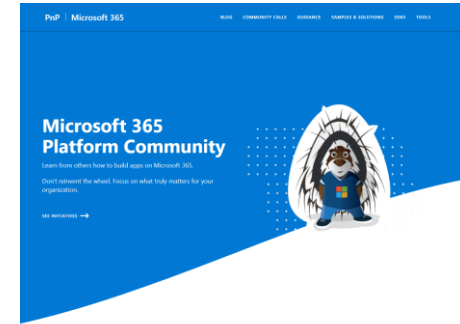 PnP | Microsoft 365
BLOG COMMUNITY CALLS GUIDANCE SAMPLES & SOLUTIONS SDKS TOOLS
Microsoft 365
Platform Community
Learn from others how to build apps on Microsoft 365.
Don't reinvent the wheel. Focus on what truly matters for your
organization.
SEE INITIATIVES →